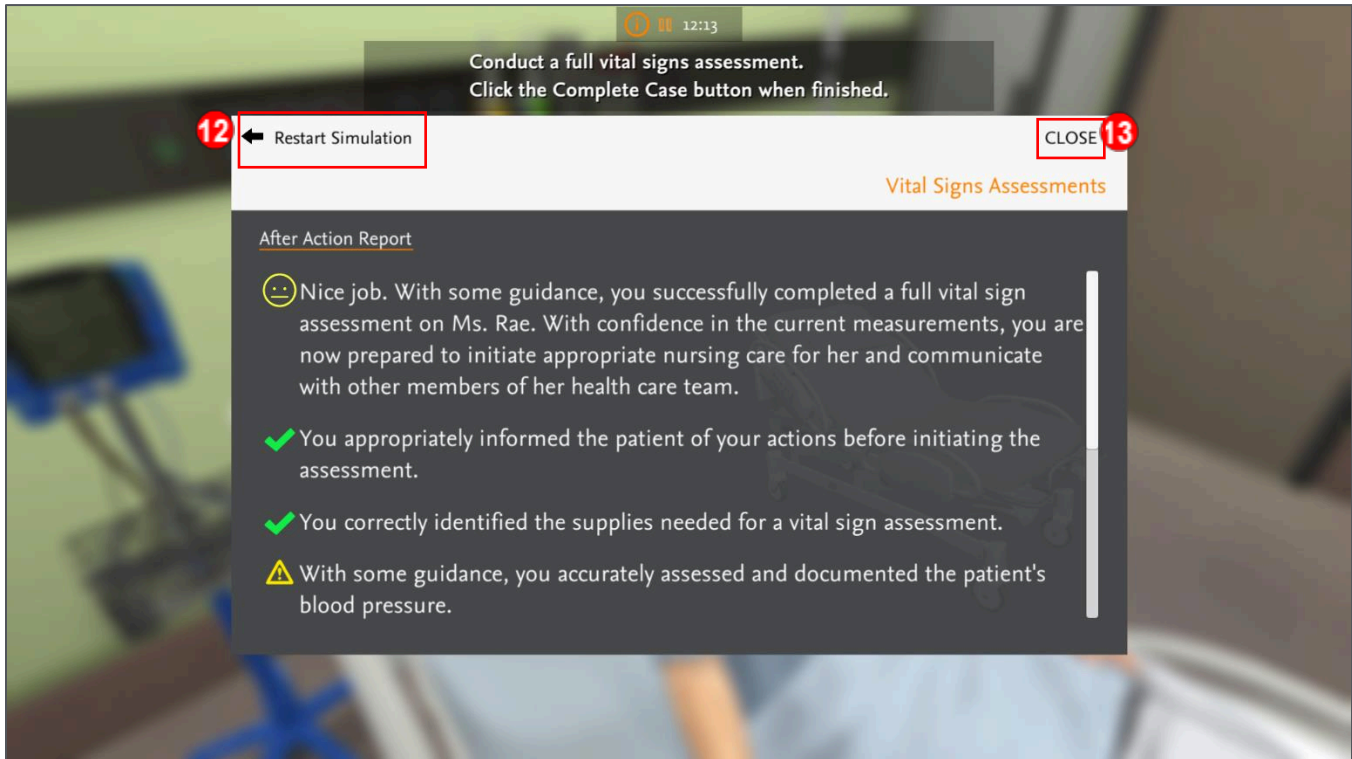 12:13
Conduct a full vital signs assessment.
Click the Complete Case button when finished.
12 Restart Simulation
CLOSE 13
Vital Signs Assessments
After Action Report
Nice job. With some guidance, you successfully completed a full vital sign
assessment on Ms. Rae. With confidence in the current measurements, you are
now prepared to initiate appropriate nursing care for her and communicate
with other members of her health care team.
You appropriately informed the patient of your actions before initiating the
assessment.
You correctly identified the supplies needed for a vital sign assessment.
With some guidance, you accurately assessed and documented the patient's
blood pressure.